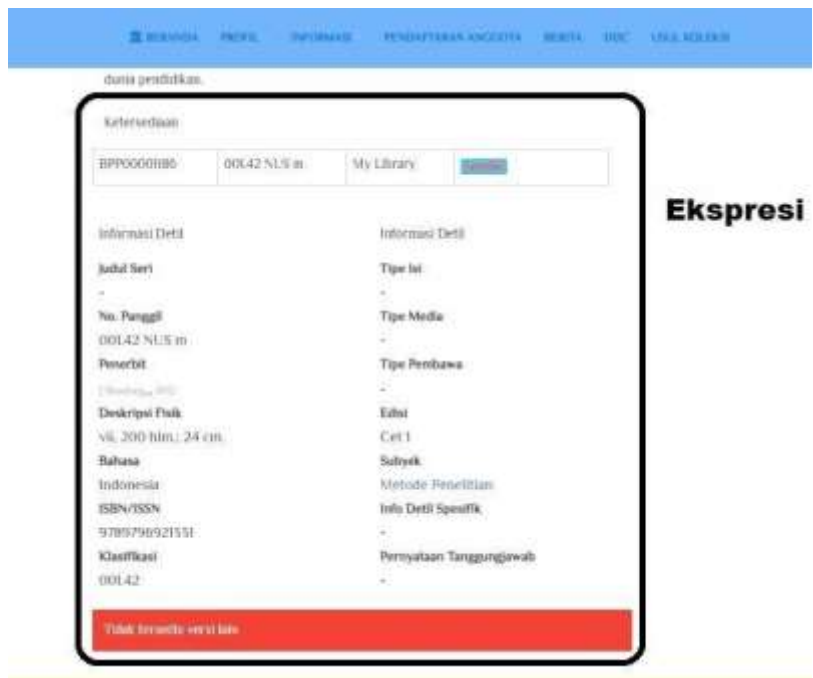 BERANDA PROFIL INFORMASI PENDAFTARAN ANGGOTA BERITA DDC USUL KOLEKSI
dunia pendidikan.
Ketersediaan
001.42 NUS m My Library
Ekspresi
Informasi Detil Informasi Detil
Judul Seri Tipe Isi
- -
No. Panggil Tipe Media
001.42 NUS m -
Penerbit Tipe Pembawa
-
Deskripsi Fisik Edisi
vii, 200 hlm.; 24 cm. Cet 1
Bahasa Subyek
Indonesia Metode Penelitian
ISBN/ISSN Info Detil Spesifik
9789796921551 -
Klasifikasi Pernyataan Tanggungjawab
001.42 -
Tidak tersedia versi lain